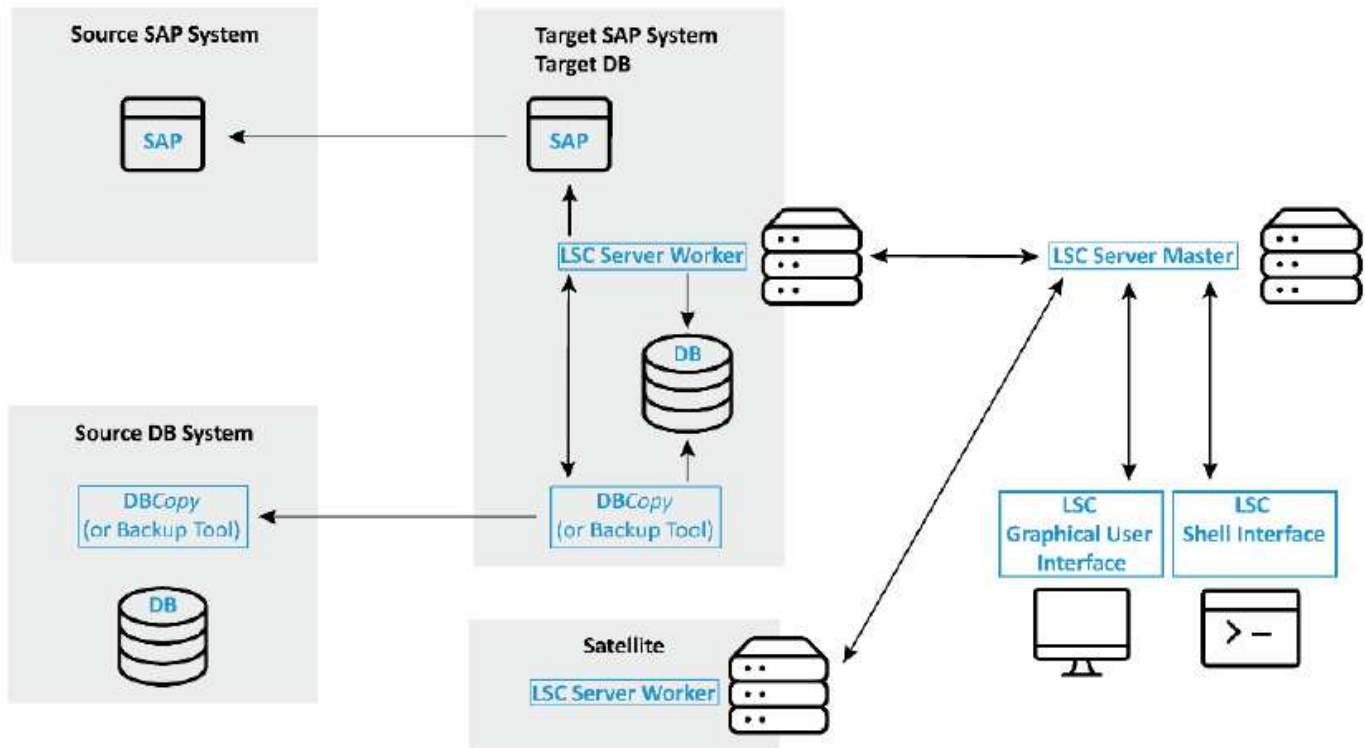 Source SAP System
SAP
Target SAP System
Target DB
SAP
LSC Server Worker
LSC Server Master
DB
Source DB System
DBCopy
(or Backup Tool)
DB
DBCopy
(or Backup Tool)
LSC
Graphical User
Interface
LSC
Shell Interface
Satellite
LSC Server Worker